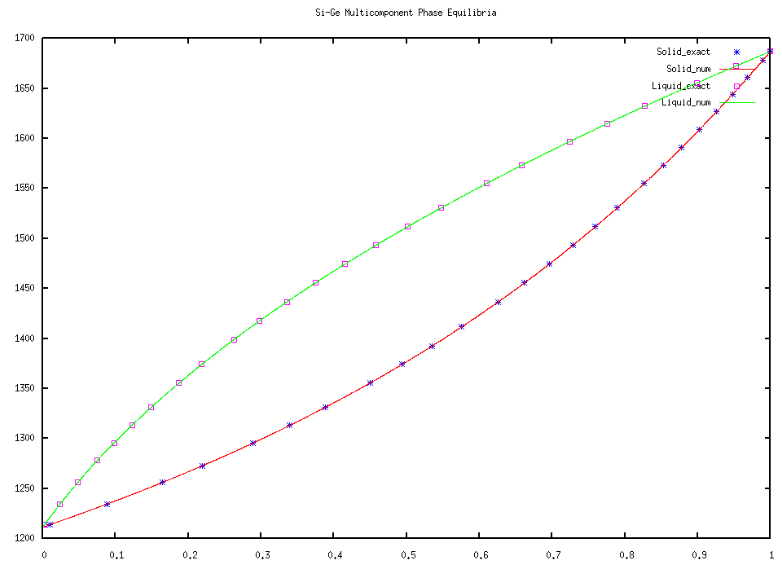 Si-Ge Multicomponent Phase Equilibria
1700
1650
1600
1550
1500
1450
1400
1350
1300
1250
1200
Solid_exact
Solid_num
Liquid_exact
Liquid_num
0 0.1 0.2 0.3 0.4 0.5 0.6 0.7 0.8 0.9 1